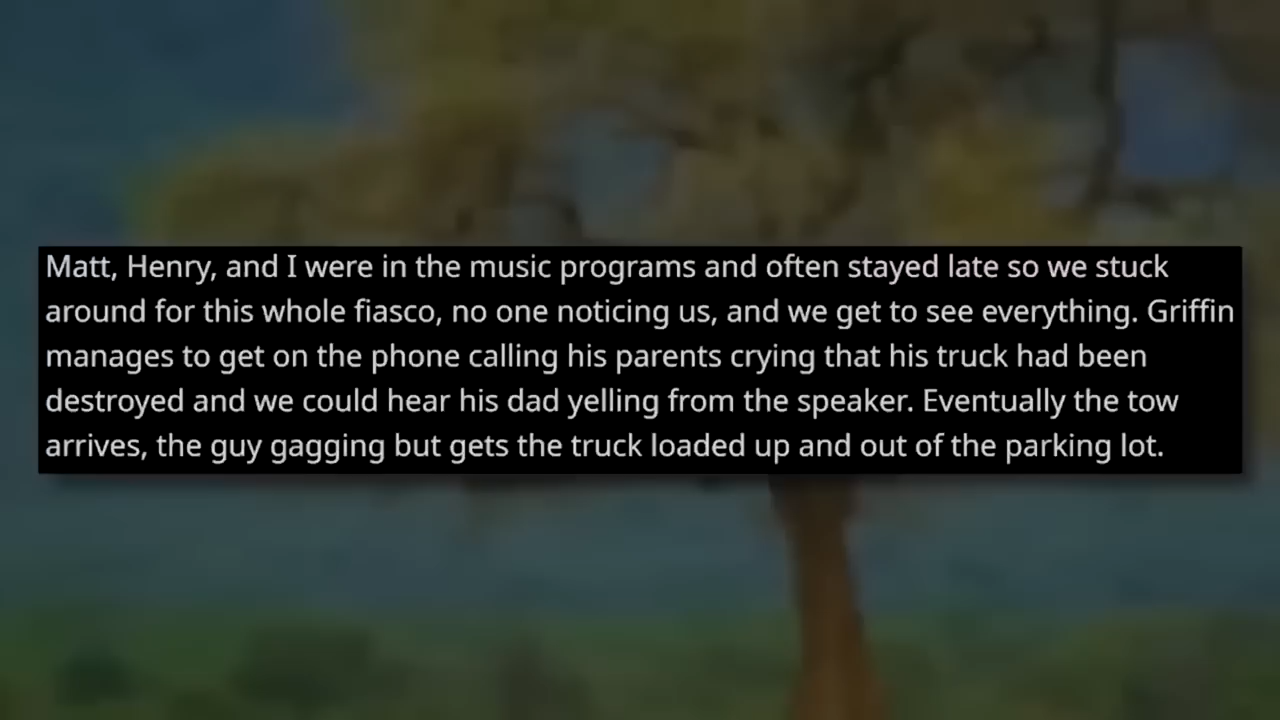 Matt, Henry, and I were in the music programs and often stayed late so we stuck
around for this whole fiasco, no one noticing us, and we get to see everything. Griffin
manages to get on the phone calling his parents crying that his truck had been
destroyed and we could hear his dad yelling from the speaker. Eventually the tow
arrives, the guy gagging but gets the truck loaded up and out of the parking lot.